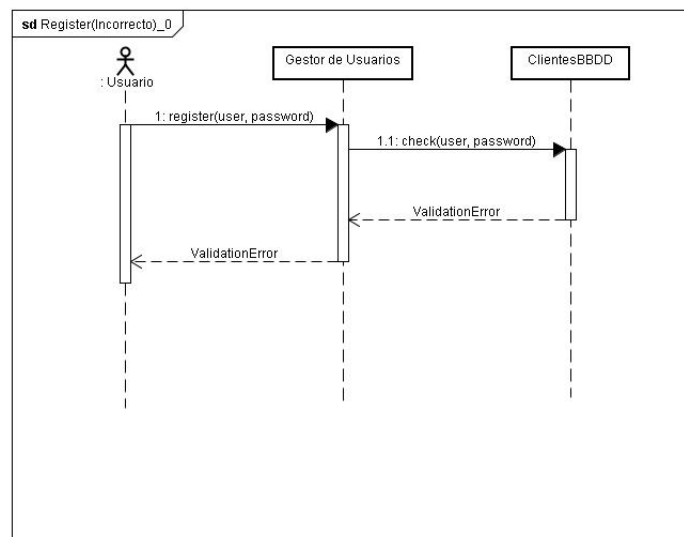 sd Register(Incorrecto)_0
: Usuario
Gestor de Usuarios
ClientesBBDD
1: register(user, password)
1.1: check(user, password)
ValidationError
ValidationError